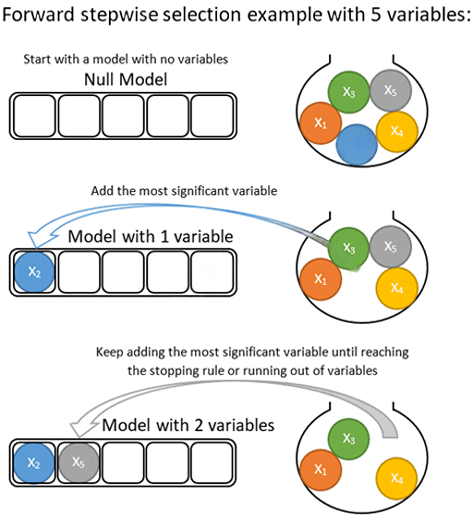 Forward stepwise selection example with 5 variables:
Start with a model with no variables
Null Model
X3 X5
X1 X4
Add the most significant variable
Model with 1 variable
X2
X3 X5
X1 X4
Keep adding the most significant variable until reaching
the stopping rule or running out of variables
Model with 2 variables
X2 X5
X3
X1 X4